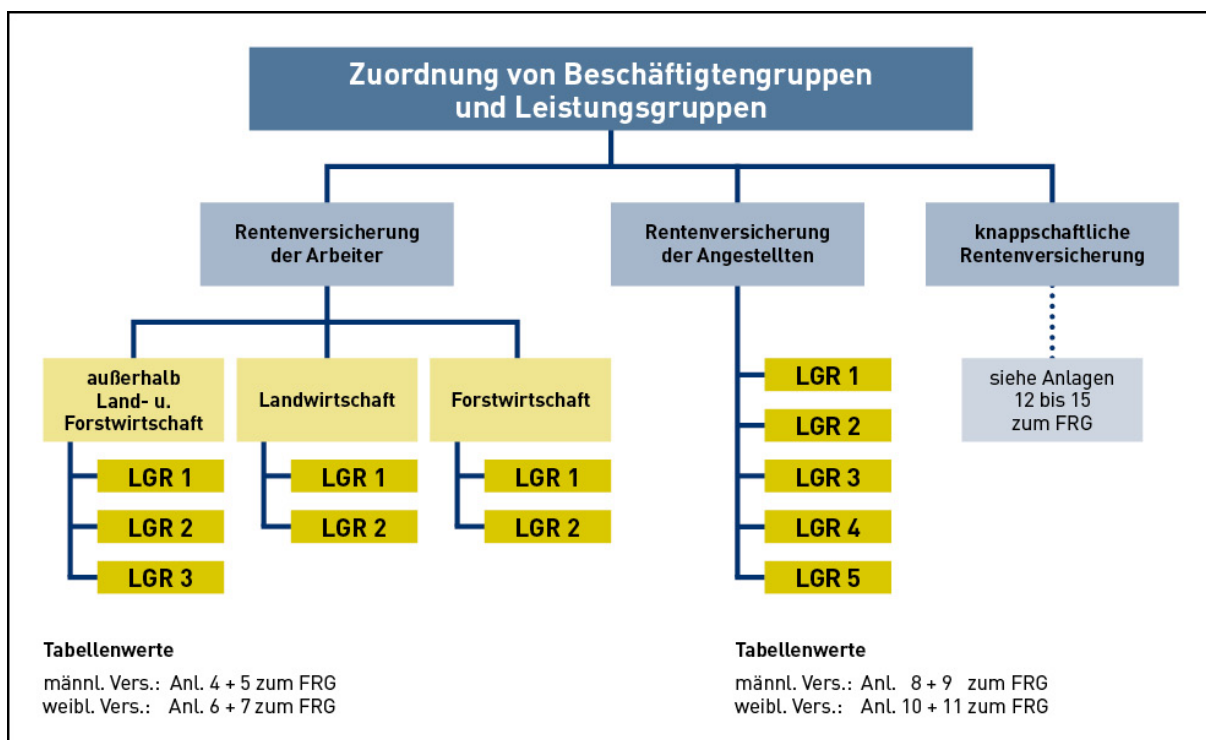 Zuordnung von Beschäftigtengruppen
und Leistungsgruppen
Rentenversicherung
der Arbeiter
Rentenversicherung
der Angestellten
knappschaftliche
Rentenversicherung
außerhalb
Land- u.
Forstwirtschaft
Landwirtschaft
Forstwirtschaft
LGR 1
LGR 2
LGR 3
LGR 1
LGR 2
LGR 1
LGR 2
LGR 1
LGR 2
LGR 3
LGR 4
LGR 5
siehe Anlagen
12 bis 15
zum FRG
Tabellenwerte
männl. Vers.: Anl. 4 + 5 zum FRG
weibl. Vers.: Anl. 6 + 7 zum FRG
Tabellenwerte
männl. Vers.: Anl. 8 + 9 zum FRG
weibl. Vers.: Anl. 10 + 11 zum FRG